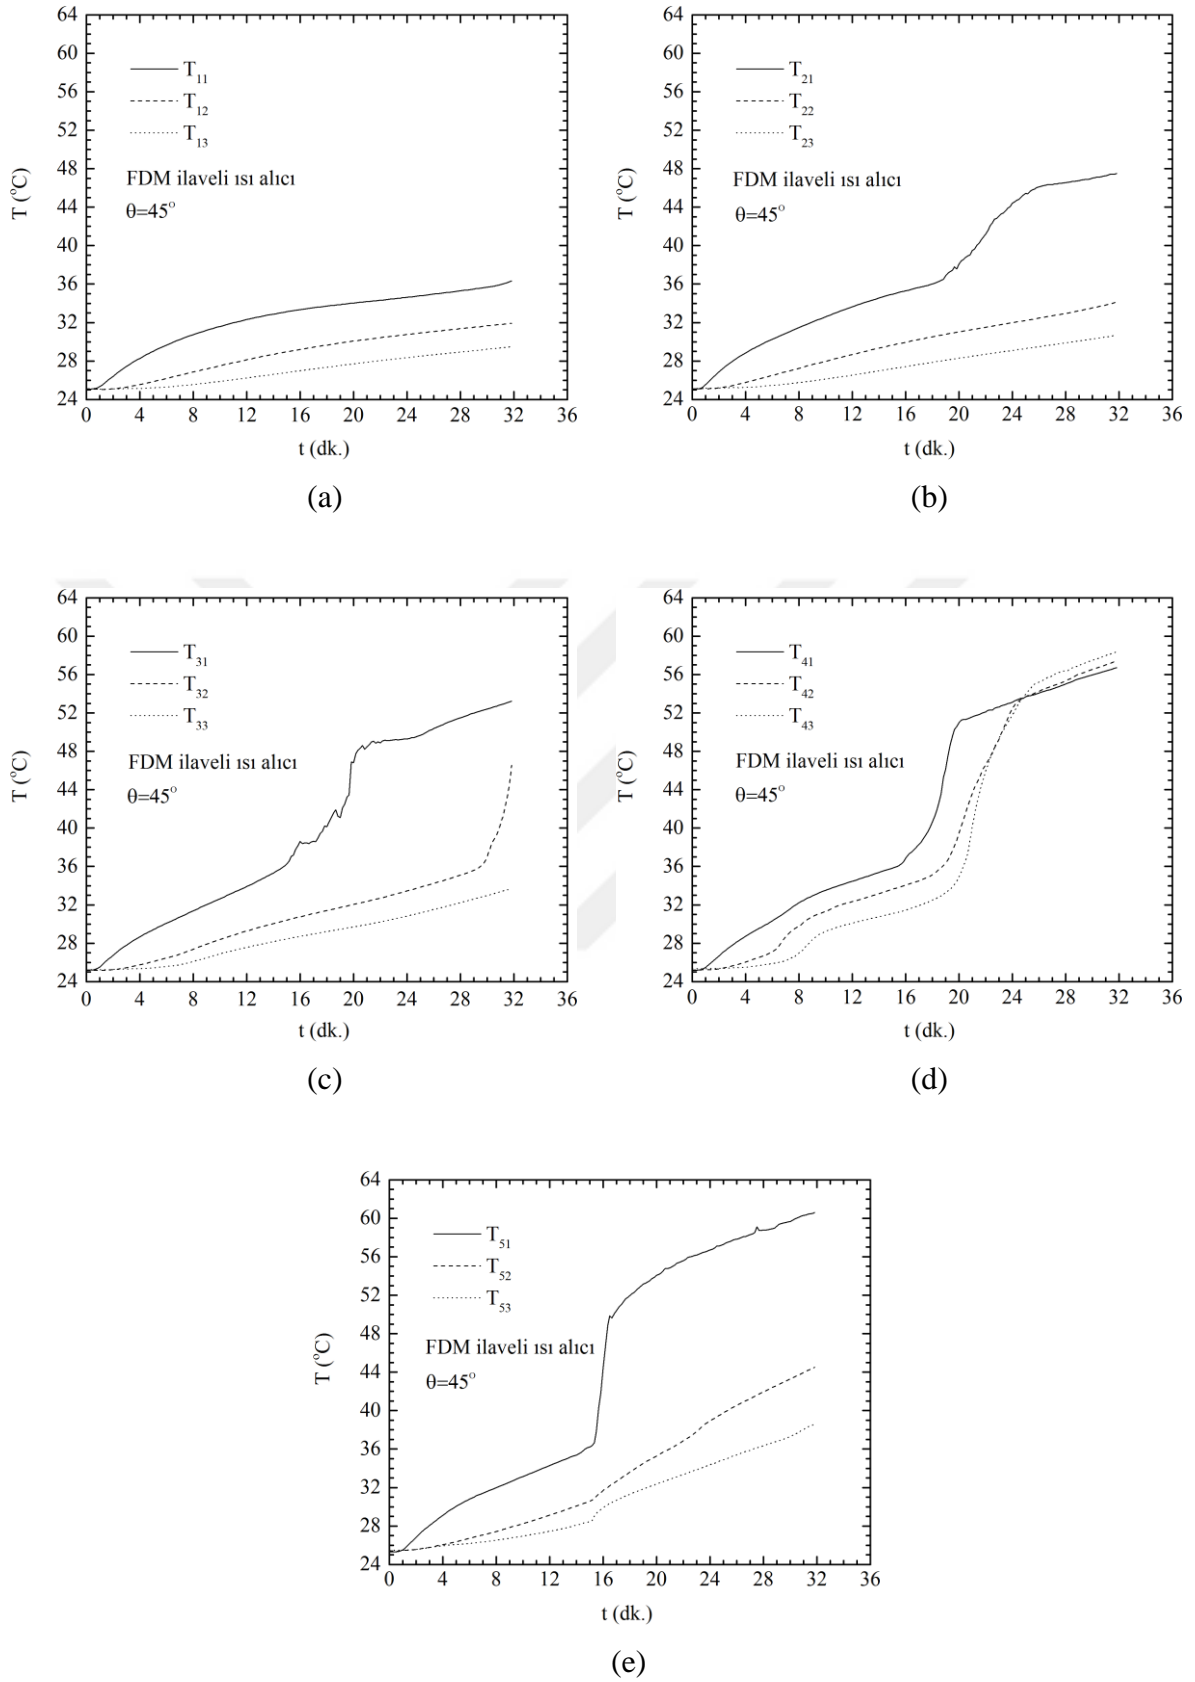 64
60
56
52
48
44
40
36
32
28
24
T (°C)
T₁₁
T₁₂
T₁₃
FDM ilaveli ısı alıcı
θ=45°
0 4 8 12 16 20 24 28 32 36
t (dk.)
(a)
64
60
56
52
48
44
40
36
32
28
24
T (°C)
T₂₁
T₂₂
T₂₃
FDM ilaveli ısı alıcı
θ=45°
0 4 8 12 16 20 24 28 32 36
t (dk.)
(b)
64
60
56
52
48
44
40
36
32
28
24
T (°C)
T₃₁
T₃₂
T₃₃
FDM ilaveli ısı alıcı
θ=45°
0 4 8 12 16 20 24 28 32 36
t (dk.)
(c)
64
60
56
52
48
44
40
36
32
28
24
T (°C)
T₄₁
T₄₂
T₄₃
FDM ilaveli ısı alıcı
θ=45°
0 4 8 12 16 20 24 28 32 36
t (dk.)
(d)
64
60
56
52
48
44
40
36
32
28
24
T (°C)
T₅₁
T₅₂
T₅₃
FDM ilaveli ısı alıcı
θ=45°
0 4 8 12 16 20 24 28 32 36
t (dk.)
(e)